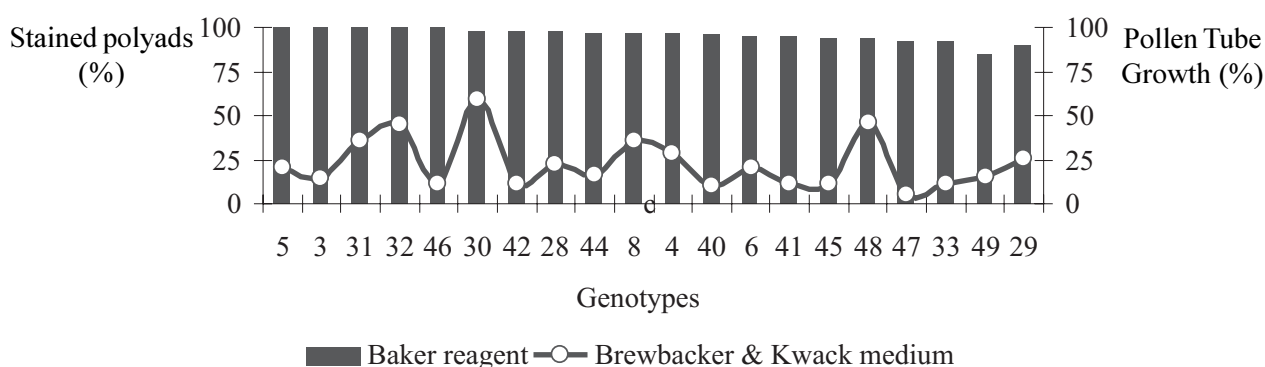 Stained polyads
(%)
100
75
50
25
0
100
75
50
25
0
Pollen Tube
Growth (%)
c
5 3 31 32 46 30 42 28 44 8 4 40 6 41 45 48 47 33 49 29
Genotypes
Baker reagent Brewbacker & Kwack medium